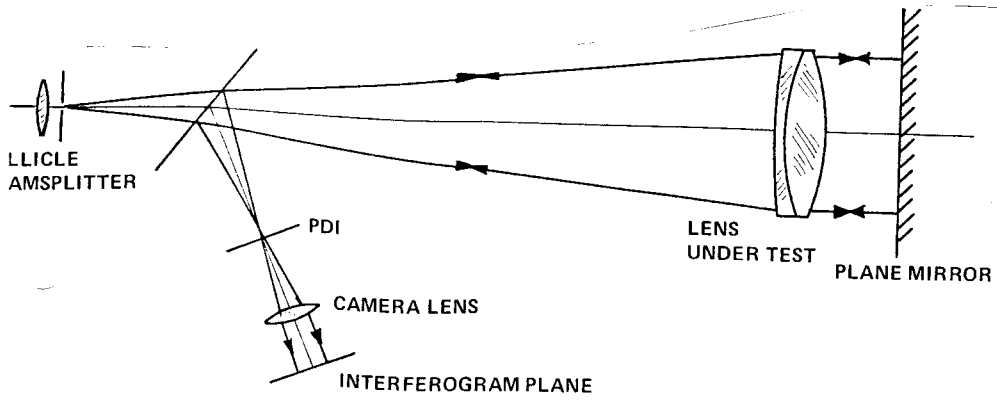 LLICLE
AMSPLITTER
PDI
CAMERA LENS
INTERFEROGRAM PLANE
LENS
UNDER TEST
PLANE MIRROR